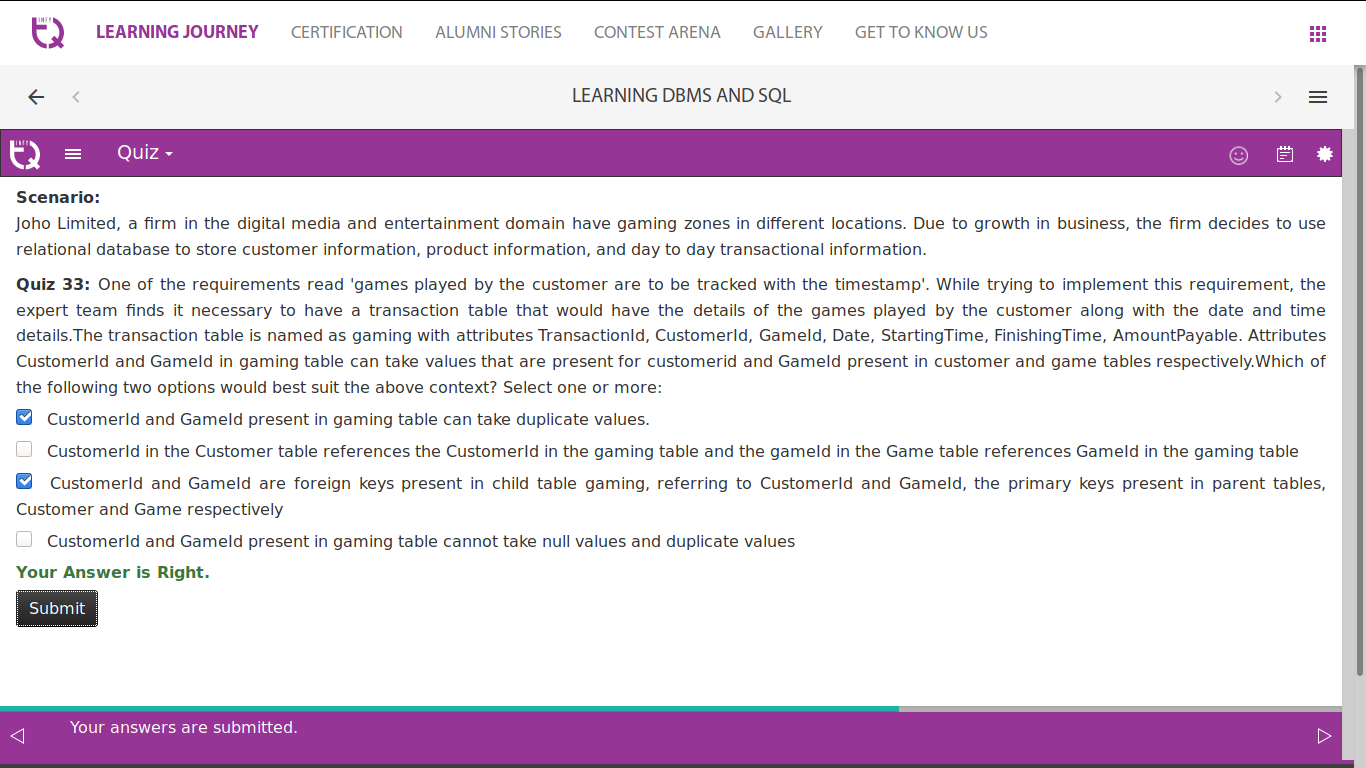 INFY
TQ
LEARNING JOURNEY CERTIFICATION ALUMNI STORIES CONTEST ARENA GALLERY GET TO KNOW US
LEARNING DBMS AND SQL
INFY
TQ
Quiz
Scenario:
Joho Limited, a firm in the digital media and entertainment domain have gaming zones in different locations. Due to growth in business, the firm decides to use
relational database to store customer information, product information, and day to day transactional information.
Quiz 33: One of the requirements read 'games played by the customer are to be tracked with the timestamp'. While trying to implement this requirement, the
expert team finds it necessary to have a transaction table that would have the details of the games played by the customer along with the date and time
details.The transaction table is named as gaming with attributes TransactionId, CustomerId, GameId, Date, StartingTime, FinishingTime, AmountPayable. Attributes
CustomerId and GameId in gaming table can take values that are present for customerid and GameId present in customer and game tables respectively.Which of
the following two options would best suit the above context? Select one or more:
CustomerId and GameId present in gaming table can take duplicate values.
CustomerId in the Customer table references the CustomerId in the gaming table and the gameId in the Game table references GameId in the gaming table
CustomerId and GameId are foreign keys present in child table gaming, referring to CustomerId and GameId, the primary keys present in parent tables,
Customer and Game respectively
CustomerId and GameId present in gaming table cannot take null values and duplicate values
Your Answer is Right.
Submit
Your answers are submitted.